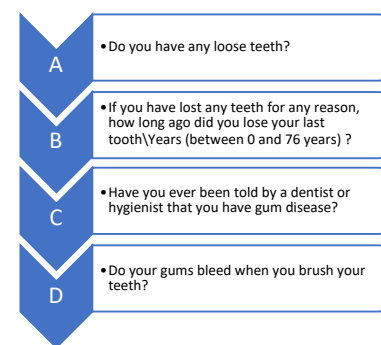 A
•Do you have any loose teeth?
B
•If you have lost any teeth for any reason,
how long ago did you lose your last
tooth\Years (between 0 and 76 years) ?
C
•Have you ever been told by a dentist or
hygienist that you have gum disease?
D
•Do your gums bleed when you brush your
teeth?